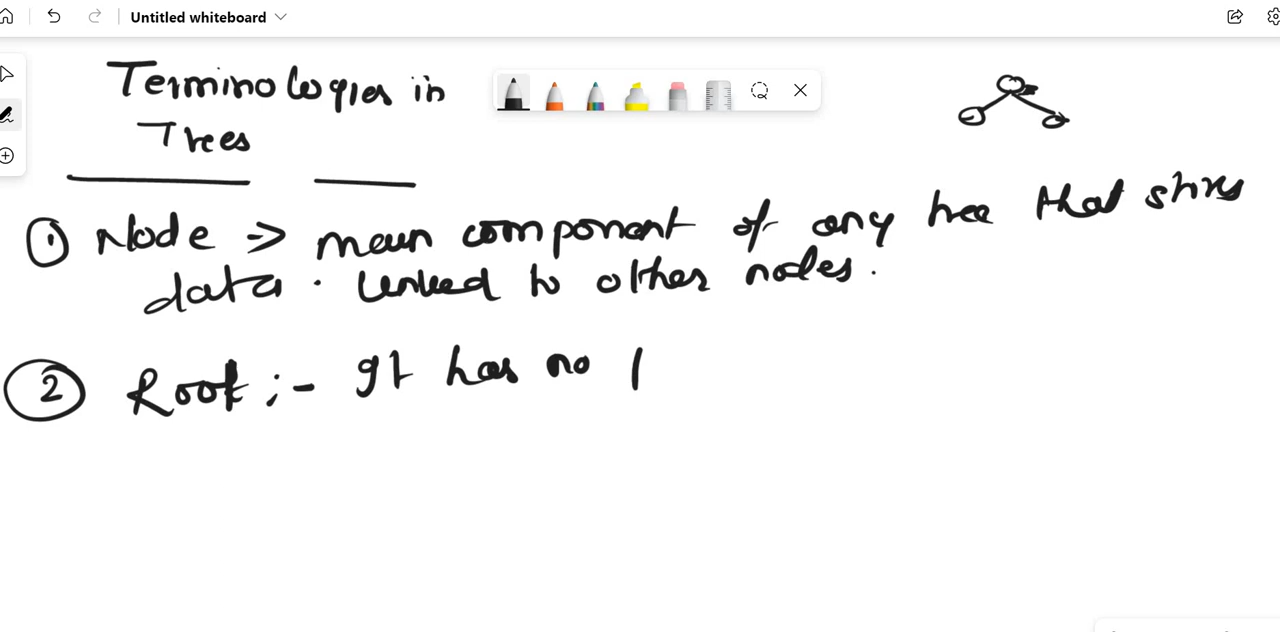 Untitled whiteboard
Terminologies in
Trees
① Node => main component of any tree that stores
data. Linked to other nodes.
② Root :- It has no